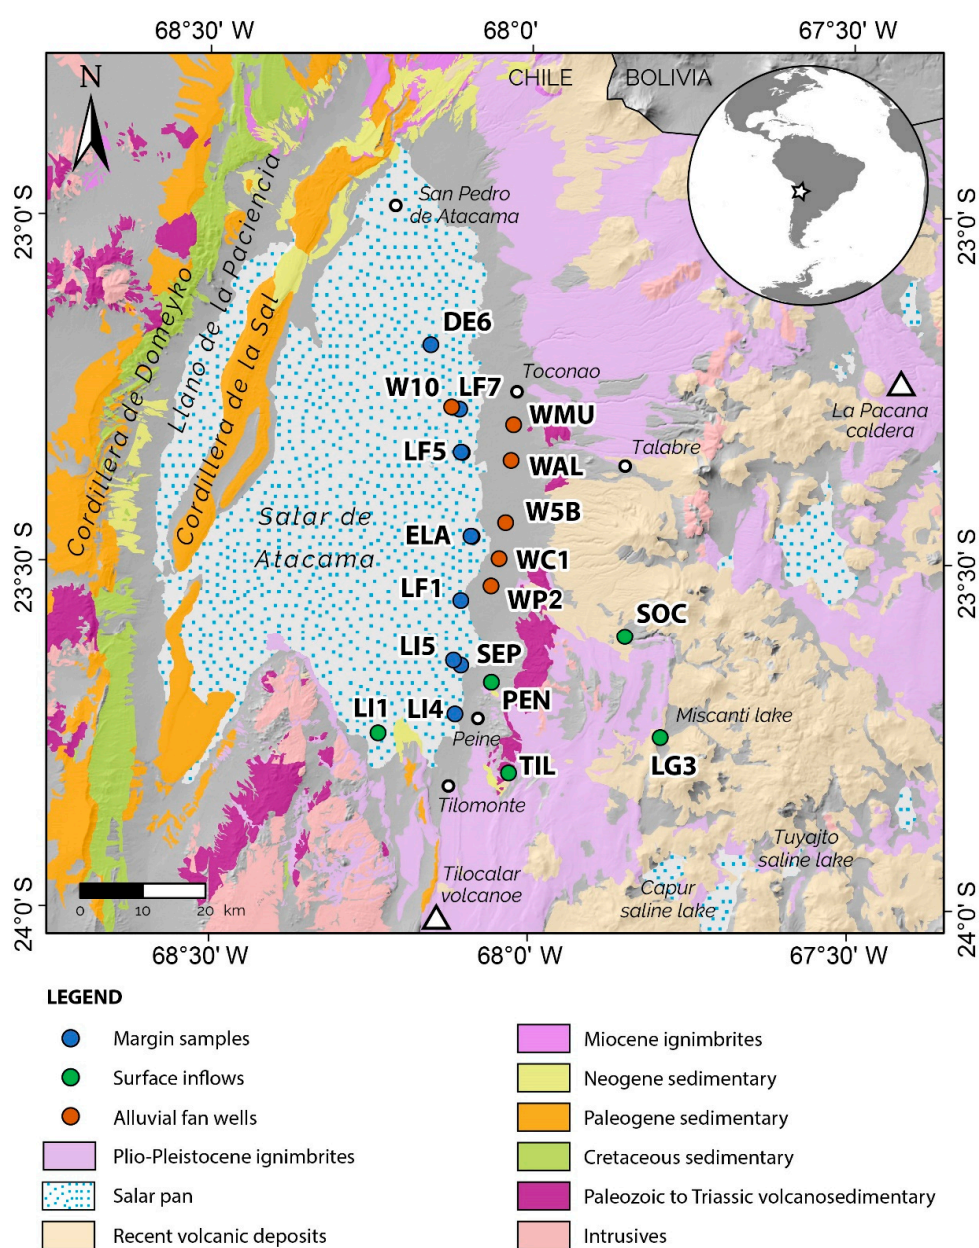 68°30' W
68°0' W
67°30' W
N
CHILE
BOLIVIA
23°0' S
23°0' S
San Pedro
de Atacama
Cordillera de Domeyko
Llano de la Paciencia
Cordillera de la Sal
DE6
Toconao
W10
LF7
WMU
La Pacana
caldera
LF5
WAL
Talabre
Salar de
Atacama
W5B
ELA
WC1
23°30' S
23°30' S
LF1
WP2
SOC
LI5
SEP
PEN
LI1
LI4
Peine
Miscanti lake
LG3
TIL
Tilomonte
Tuyajto
saline lake
Tilocalar
volcanoe
Capur
saline lake
0 10 20 km
24°0' S
24°0' S
68°30' W
68°0' W
67°30' W
LEGEND
Margin samples
Surface inflows
Alluvial fan wells
Plio-Pleistocene ignimbrites
Salar pan
Recent volcanic deposits
Miocene ignimbrites
Neogene sedimentary
Paleogene sedimentary
Cretaceous sedimentary
Paleozoic to Triassic volcanosedimentary
Intrusives